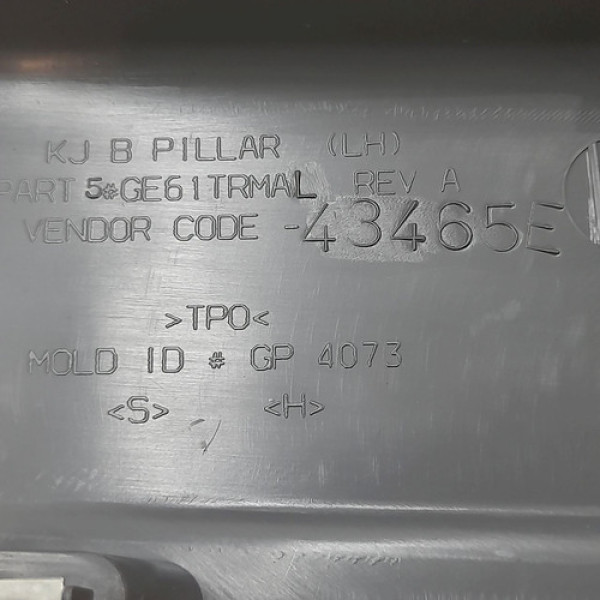 KJ B PILLAR (LH)
PART 5#GE61TRMAL REV A
VENDOR CODE -43465E
>TPO<
MOLD ID # GP 4073
<S> <H>